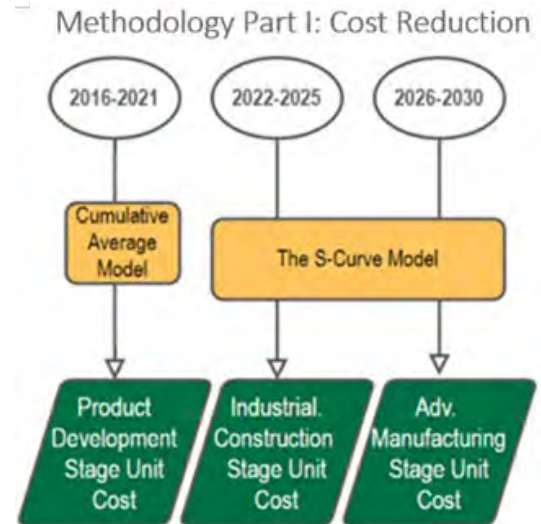 Methodology Part I: Cost Reduction
2016-2021
2022-2025
2026-2030
Cumulative
Average
Model
The S-Curve Model
Product
Development
Stage Unit
Cost
Industrial.
Construction
Stage Unit
Cost
Adv.
Manufacturing
Stage Unit
Cost